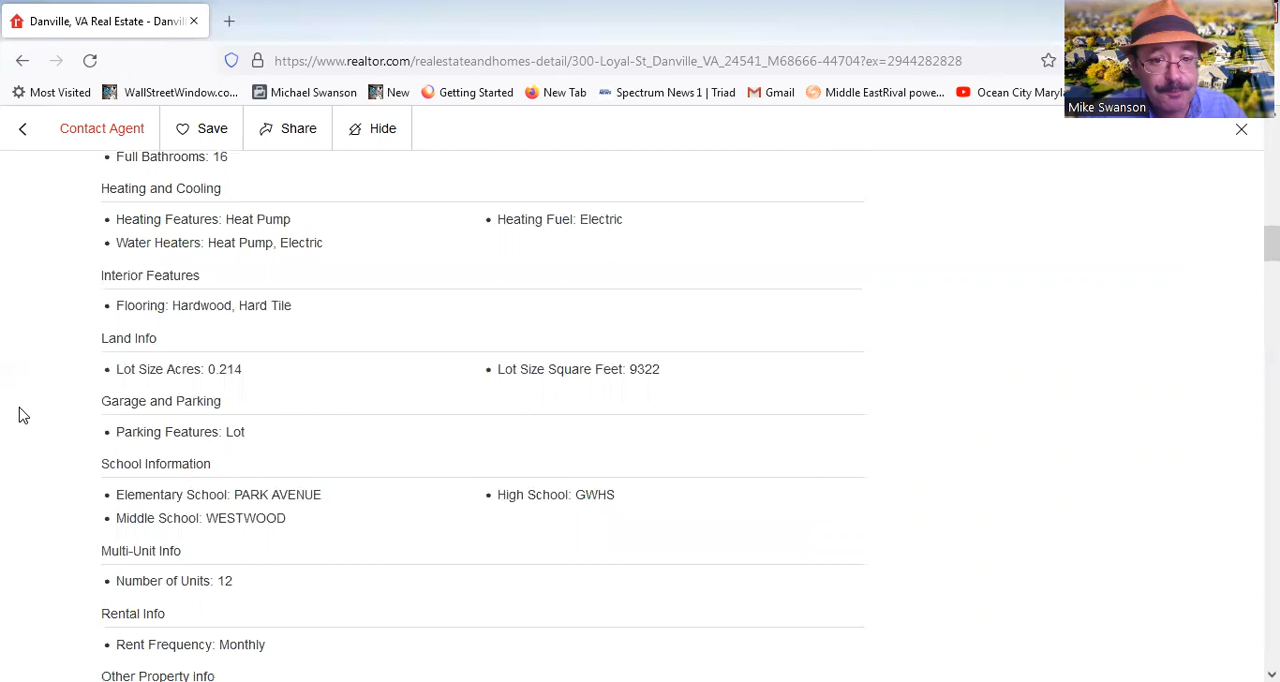 Danville, VA Real Estate - Danvil
https://www.realtor.com/realestateandhomes-detail/300-Loyal-St_Danville_VA_24541_M68666-44704?ex=2944282828
Most Visited WallStreetWindow.co... Michael Swanson New Getting Started New Tab Spectrum News 1 | Triad Gmail Middle EastRival powe... Ocean City Maryl
Mike Swanson
Contact Agent Save Share Hide
• Full Bathrooms: 16
Heating and Cooling
• Heating Features: Heat Pump • Heating Fuel: Electric
• Water Heaters: Heat Pump, Electric
Interior Features
• Flooring: Hardwood, Hard Tile
Land Info
• Lot Size Acres: 0.214 • Lot Size Square Feet: 9322
Garage and Parking
• Parking Features: Lot
School Information
• Elementary School: PARK AVENUE • High School: GWHS
• Middle School: WESTWOOD
Multi-Unit Info
• Number of Units: 12
Rental Info
• Rent Frequency: Monthly
Other Property info